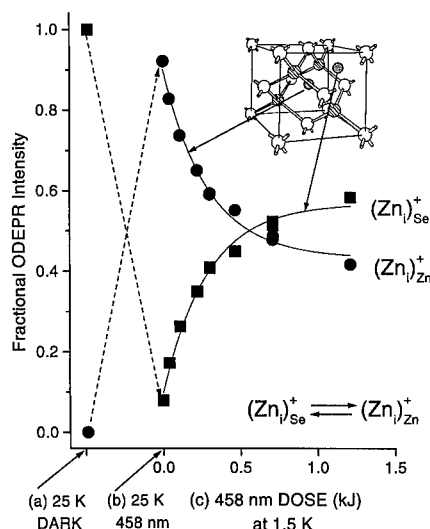 Fractional ODEPR Intensity
1.0
0.8
0.6
0.4
0.2
0.0
(Zn_i)^+_Se
(Zn_i)^+_Zn
(Zn_i)^+_Se ⇌ (Zn_i)^+_Zn
0.0 0.5 1.0 1.5
(a) 25 K (b) 25 K (c) 458 nm DOSE (kJ)
DARK 458 nm at 1.5 K